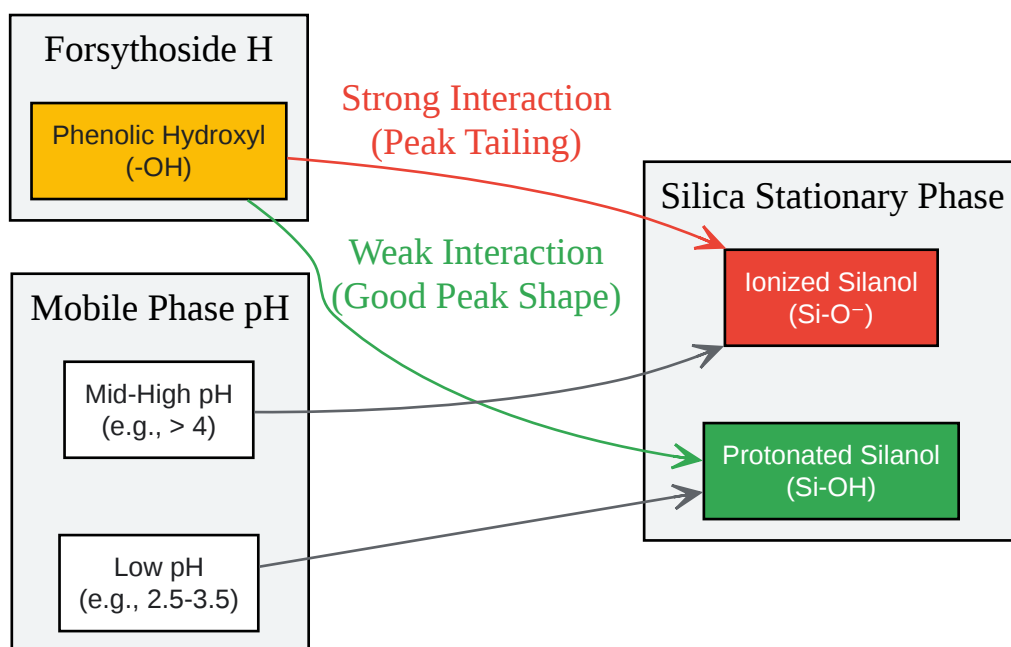 Forsythoside H
Phenolic Hydroxyl
(-OH)
Strong Interaction
(Peak Tailing)
Weak Interaction
(Good Peak Shape)
Mobile Phase pH
Mid-High pH
(e.g., > 4)
Low pH
(e.g., 2.5-3.5)
Silica Stationary Phase
Ionized Silanol
(Si-O⁻)
Protonated Silanol
(Si-OH)